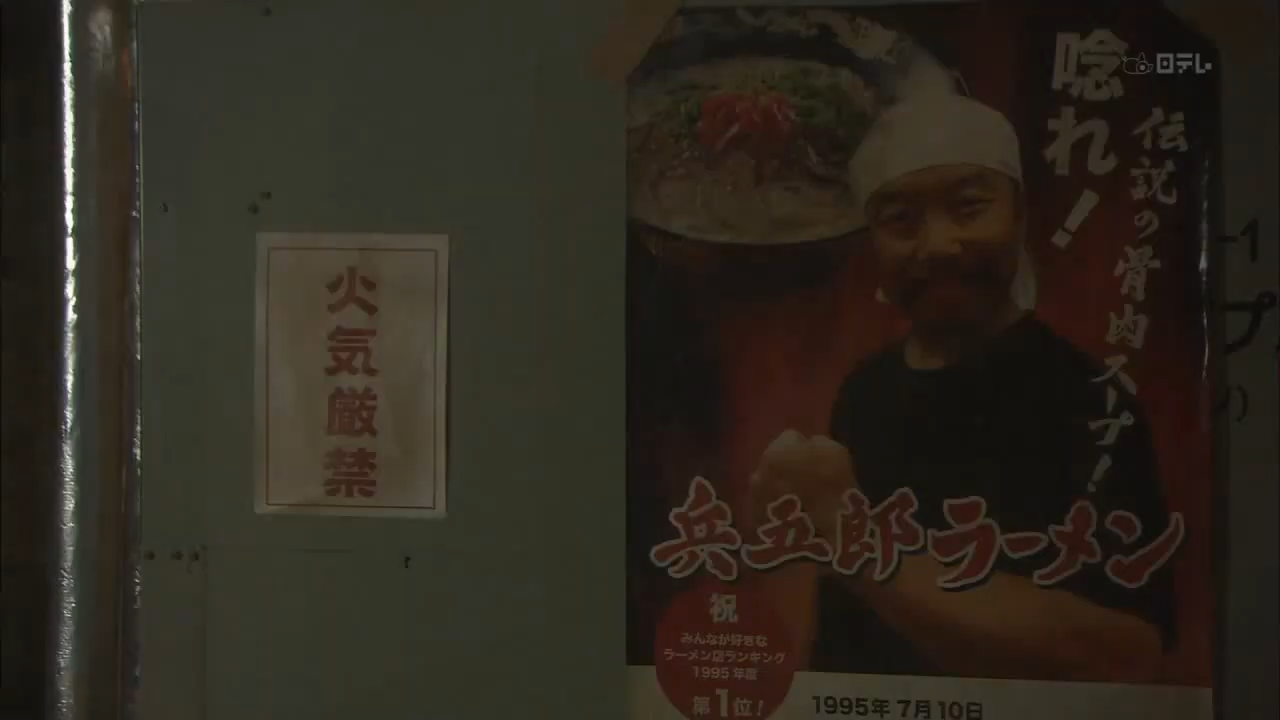 火気厳禁
唸れ!
伝説の骨肉スープ!
日テレ
兵五郎ラーメン
祝
みんなが好きな
ラーメン店ランキング
1995年度
第1位!
1995年7月10日